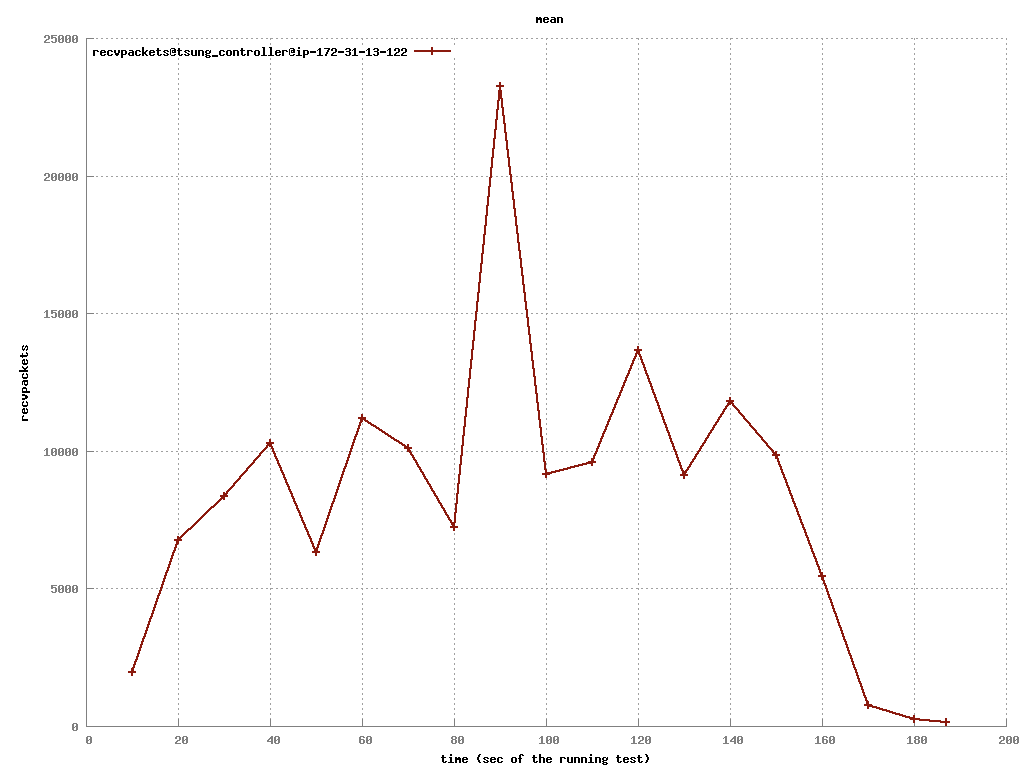 mean
25000
recvpackets@tsung_controller@ip-172-31-13-122
20000
15000
recvpackets
10000
5000
0
0 20 40 60 80 100 120 140 160 180 200
time (sec of the running test)